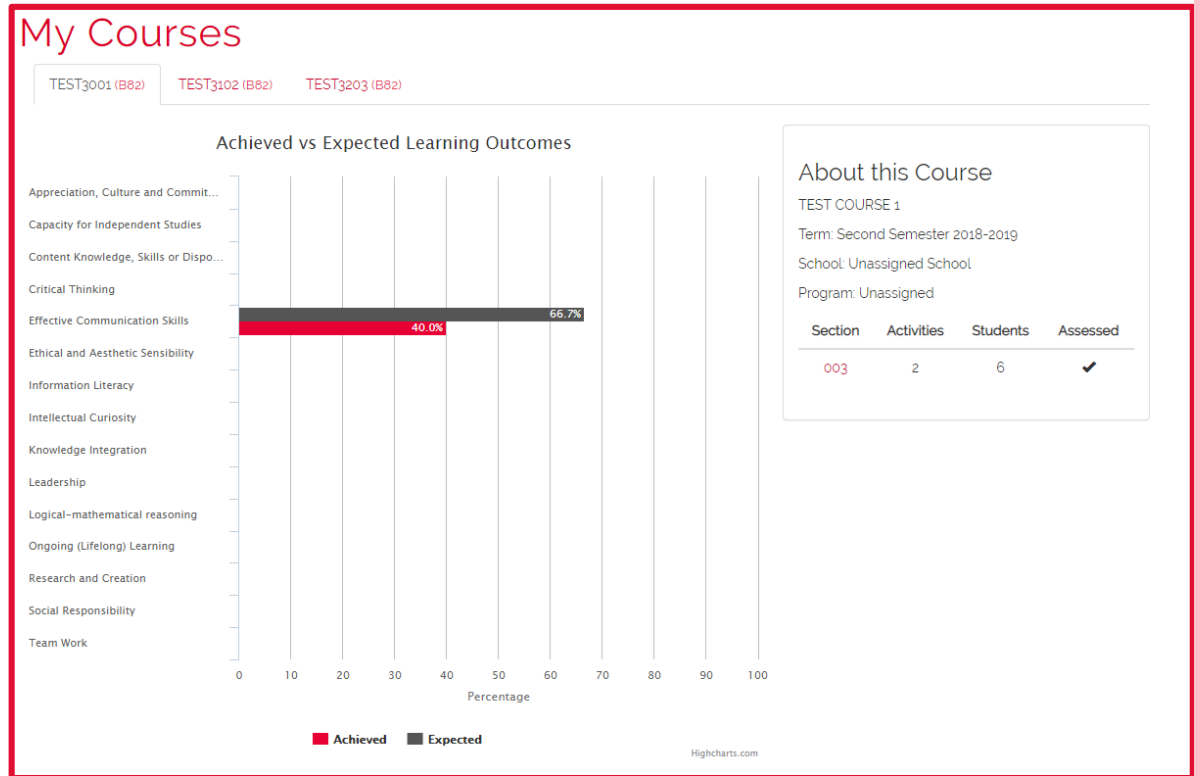 My Courses
TEST3001 (B82) TEST3102 (B82) TEST3203 (B82)
Achieved vs Expected Learning Outcomes
Appreciation, Culture and Commit...
Capacity for Independent Studies
Content Knowledge, Skills or Dispo...
Critical Thinking
Effective Communication Skills
66.7%
40.0%
Ethical and Aesthetic Sensibility
Information Literacy
Intellectual Curiosity
Knowledge Integration
Leadership
Logical-mathematical reasoning
Ongoing (Lifelong) Learning
Research and Creation
Social Responsibility
Team Work
0 10 20 30 40 50 60 70 80 90 100
Percentage
Achieved Expected
Highcharts.com
About this Course
TEST COURSE 1
Term: Second Semester 2018-2019
School: Unassigned School
Program: Unassigned
Section Activities Students Assessed
003 2 6 ✔